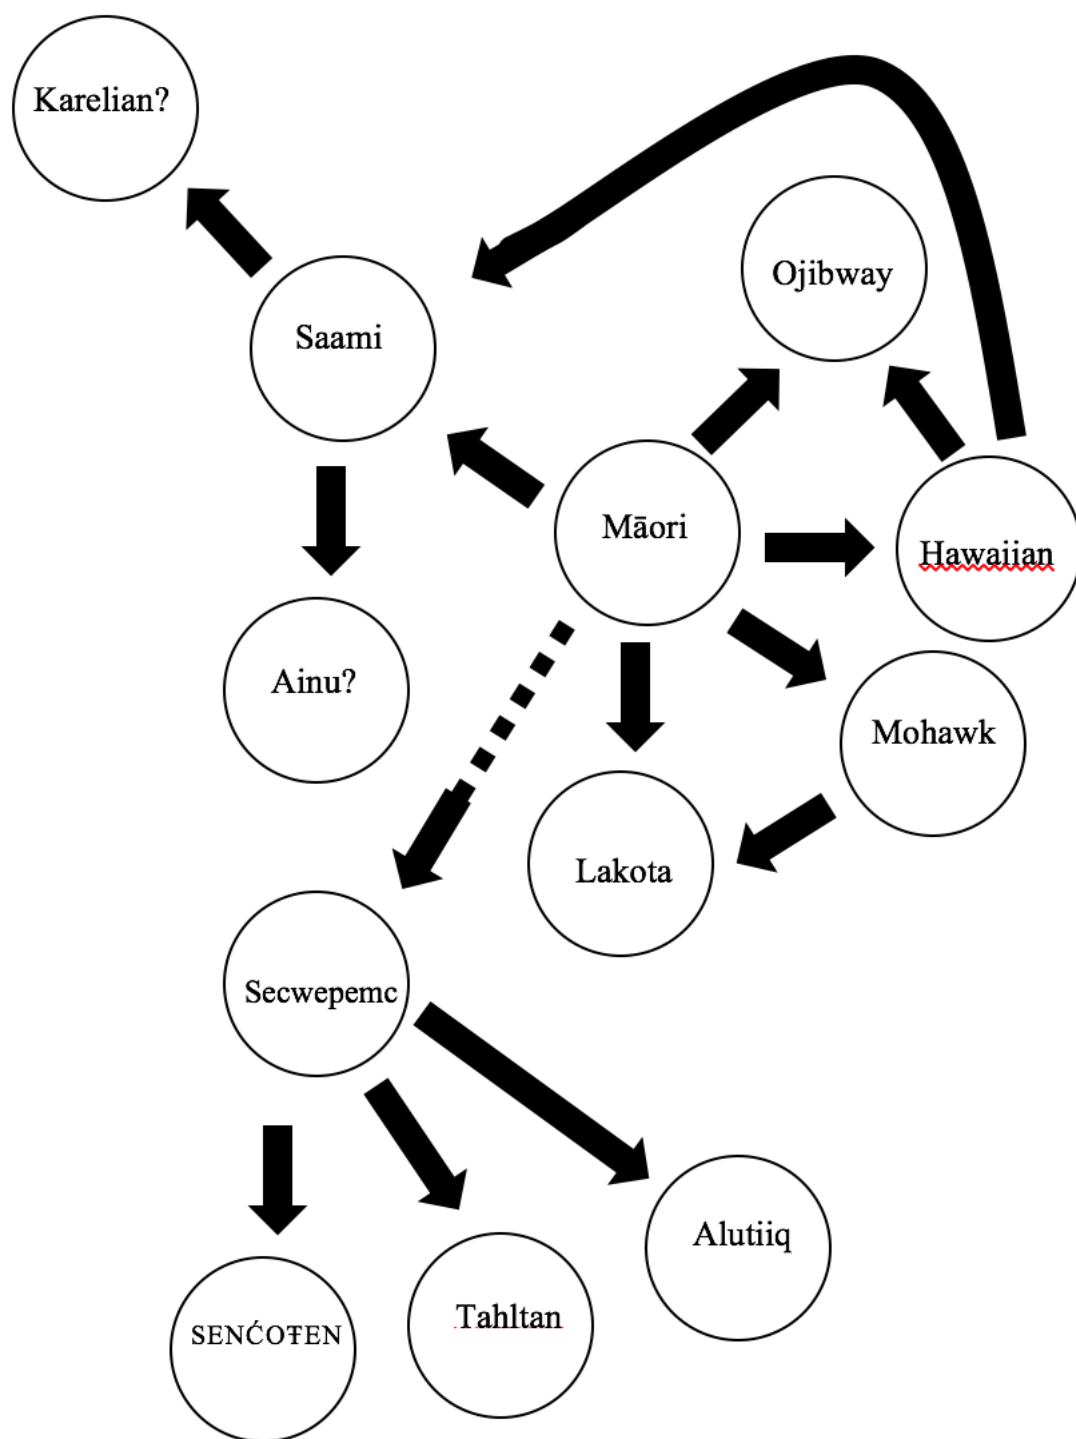 Karelian?
Ojibway
Saami
Māori
Hawaiian
Ainu?
Mohawk
Lakota
Secwepemc
Alutiiq
Tahltan
SENĆOŦEN